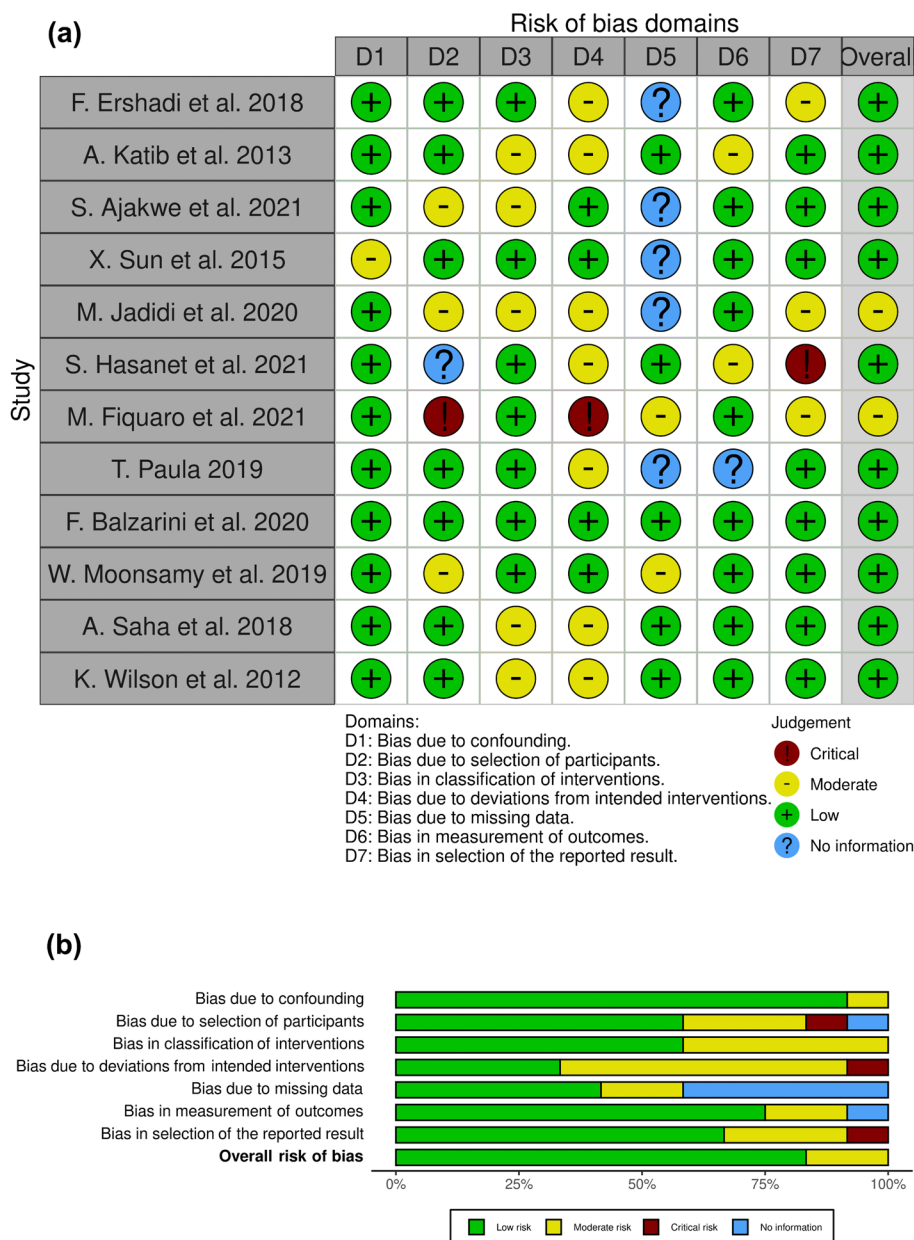 (a)
Risk of bias domains
D1 D2 D3 D4 D5 D6 D7 Overall
Study
F. Ershadi et al. 2018 + + + - ? + - +
A. Katib et al. 2013 + + - - + - + +
S. Ajakwe et al. 2021 + - - + ? + + +
X. Sun et al. 2015 - + + + ? + + +
M. Jadidi et al. 2020 + - - - ? + - -
S. Hasanet et al. 2021 + ? + - + - ! +
M. Fiquaro et al. 2021 + ! + ! - + - -
T. Paula 2019 + + + - ? ? + +
F. Balzarini et al. 2020 + + + + + + + +
W. Moonsamy et al. 2019 + - + + - + + +
A. Saha et al. 2018 + + - - + + + +
K. Wilson et al. 2012 + + - - + + + +
Domains:
D1: Bias due to confounding.
D2: Bias due to selection of participants.
D3: Bias in classification of interventions.
D4: Bias due to deviations from intended interventions.
D5: Bias due to missing data.
D6: Bias in measurement of outcomes.
D7: Bias in selection of the reported result.
Judgement
! Critical
- Moderate
+ Low
? No information
(b)
Bias due to confounding
Bias due to selection of participants
Bias in classification of interventions
Bias due to deviations from intended interventions
Bias due to missing data
Bias in measurement of outcomes
Bias in selection of the reported result
Overall risk of bias
0% 25% 50% 75% 100%
Low risk Moderate risk Critical risk No information